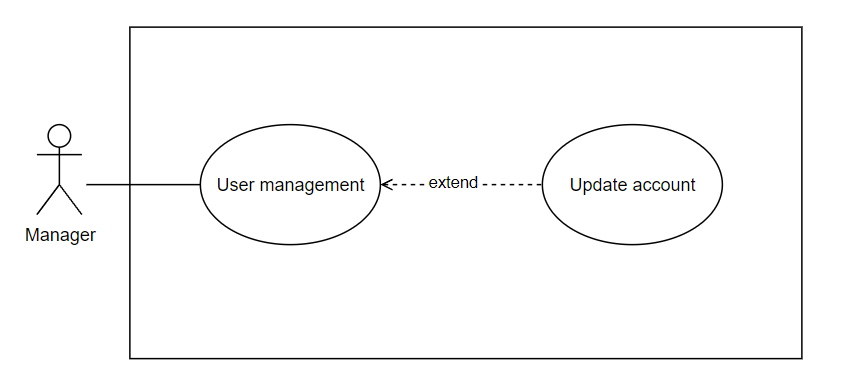 User management
extend
Update account
Manager